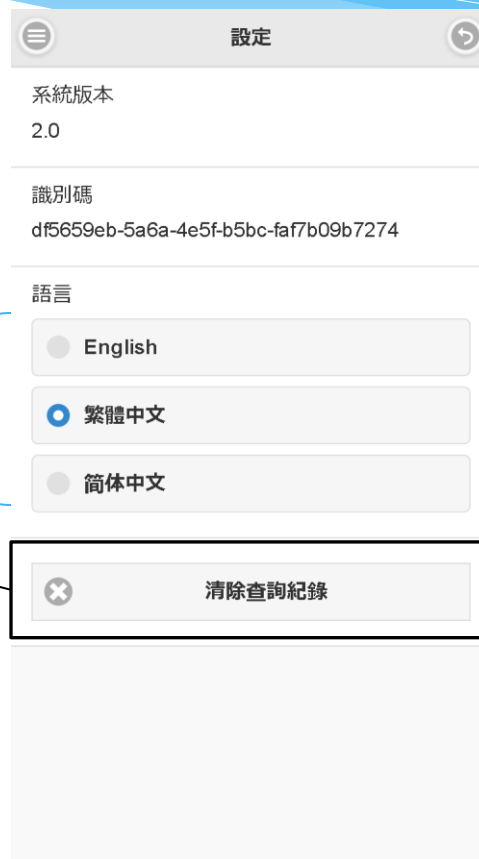 設定
系統版本
2.0
識別碼
df5659eb-5a6a-4e5f-b5bc-faf7b09b7274
語言
English
繁體中文
简体中文
清除查詢紀錄